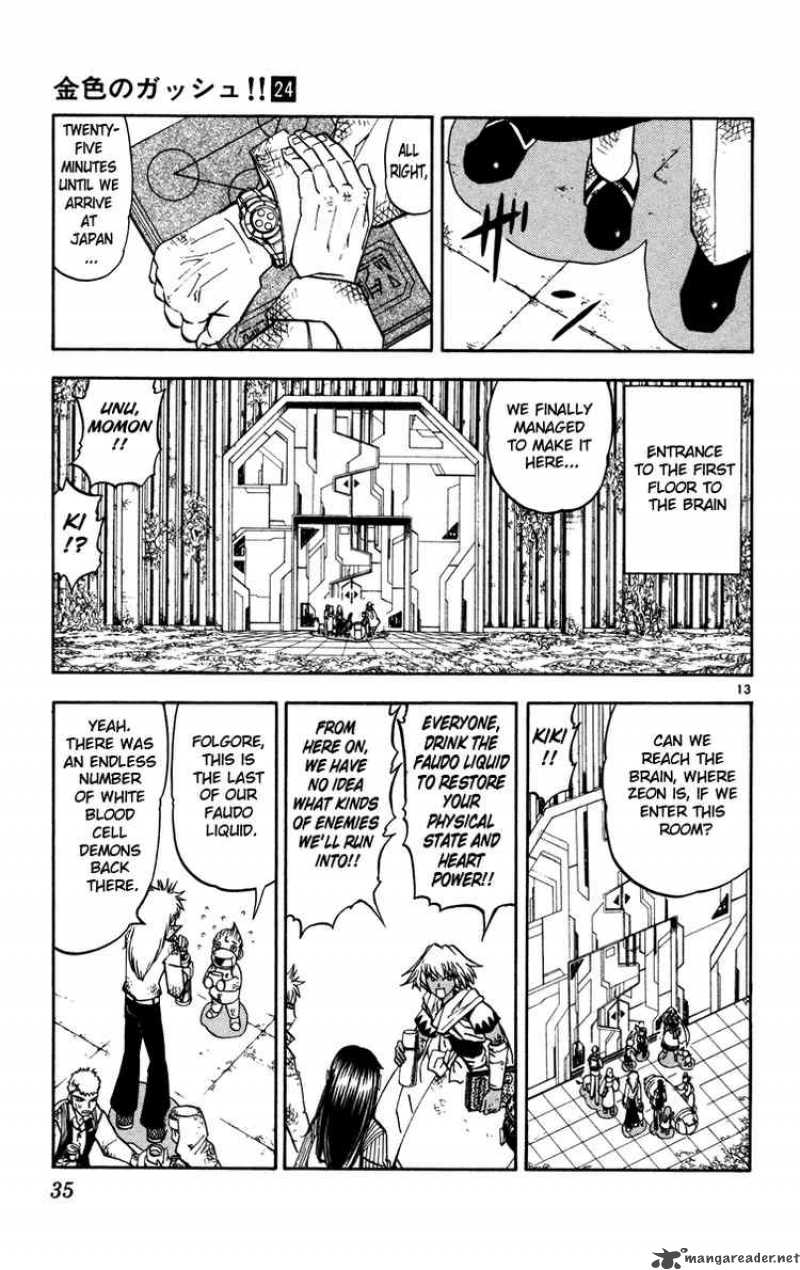 金色のガッシュ!! 24
ALL
RIGHT,
TWENTY-
FIVE
MINUTES
UNTIL WE
ARRIVE
AT
JAPAN
...
ENTRANCE
TO THE FIRST
FLOOR TO
THE BRAIN
WE FINALLY
MANAGED
TO MAKE IT
HERE...
UNU,
MOMON
!!
KI
!?
13
CAN WE
REACH THE
BRAIN, WHERE
ZEON IS, IF WE
ENTER THIS
ROOM?
KIKI
!!
EVERYONE,
DRINK THE
FAUDO LIQUID
TO RESTORE
YOUR
PHYSICAL
STATE AND
HEART
POWER!!
FROM
HERE ON,
WE HAVE
NO IDEA
WHAT KINDS
OF ENEMIES
WE'LL RUN
INTO!!
FOLGORE,
THIS IS
THE LAST
OF OUR
FAUDO
LIQUID.
YEAH.
THERE WAS
AN ENDLESS
NUMBER
OF WHITE
BLOOD
CELL
DEMONS
BACK
THERE.
35
mangareader.net